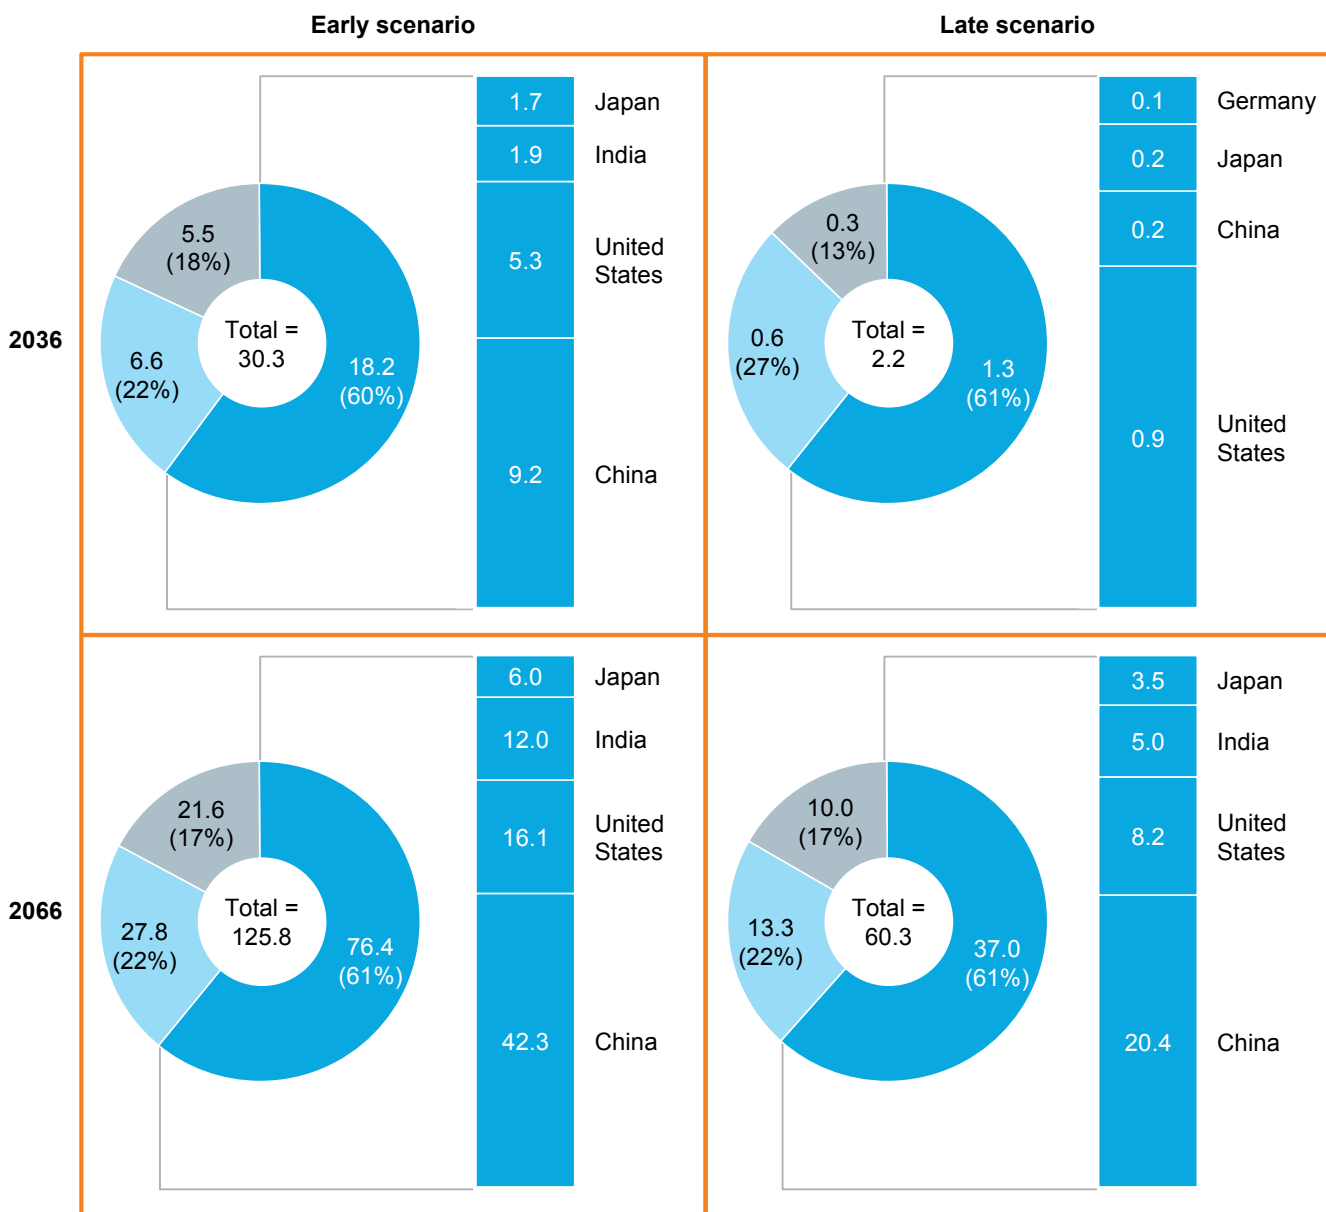 Early scenario
Late scenario
2036
5.5
(18%)
6.6
(22%)
Total =
30.3
18.2
(60%)
1.7
Japan
1.9
India
5.3
United
States
9.2
China
0.3
(13%)
0.6
(27%)
Total =
2.2
1.3
(61%)
0.1
Germany
0.2
Japan
0.2
China
0.9
United
States
2066
21.6
(17%)
27.8
(22%)
Total =
125.8
76.4
(61%)
6.0
Japan
12.0
India
16.1
United
States
42.3
China
10.0
(17%)
13.3
(22%)
Total =
60.3
37.0
(61%)
3.5
Japan
5.0
India
8.2
United
States
20.4
China